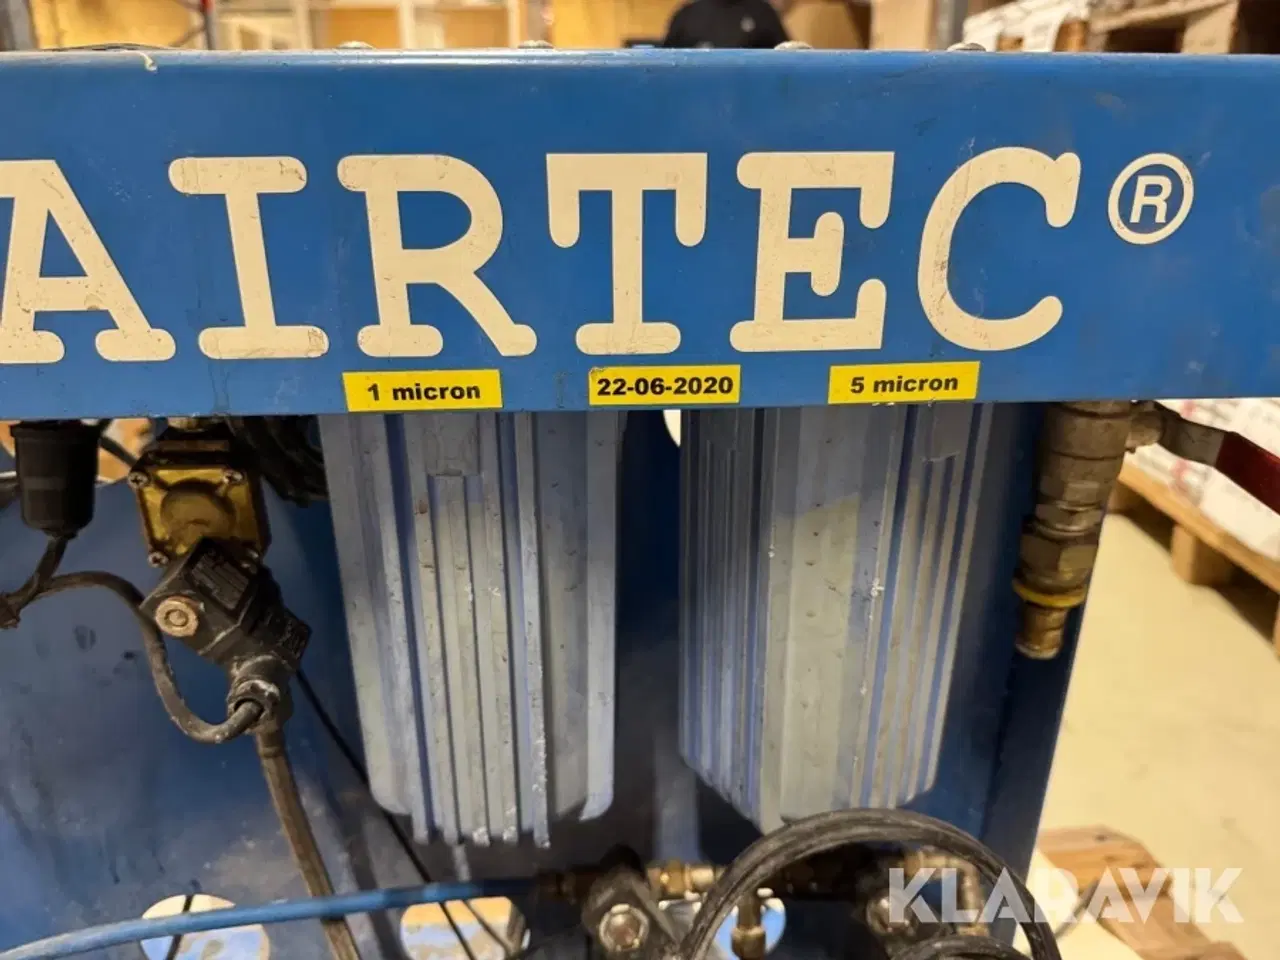 AIRTEC®
1 micron
22-06-2020
5 micron
KLARAVIK